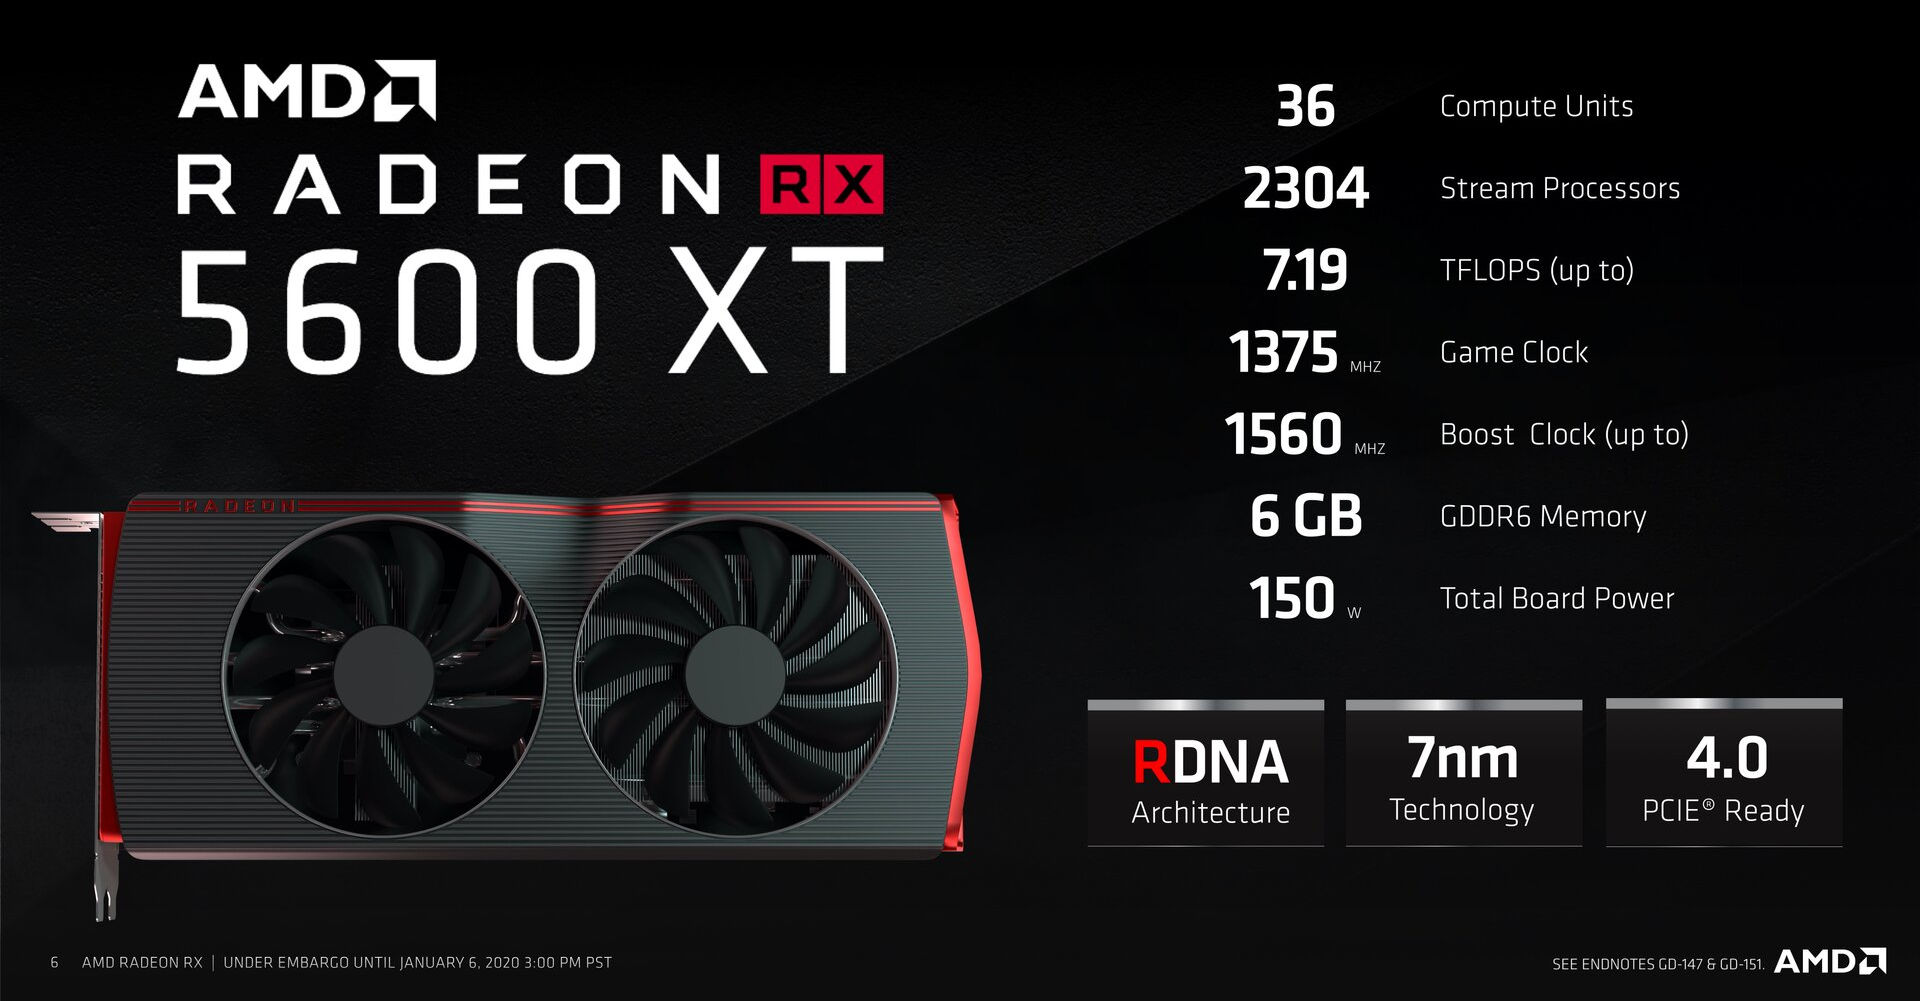 AMD
RADEON RX
5600 XT
36 Compute Units
2304 Stream Processors
7.19 TFLOPS (up to)
1375 MHZ Game Clock
1560 MHZ Boost Clock (up to)
6 GB GDDR6 Memory
150 W Total Board Power
RADEON
RDNA
Architecture
7nm
Technology
4.0
PCIE® Ready
6 AMD RADEON RX | UNDER EMBARGO UNTIL JANUARY 6, 2020 3:00 PM PST
SEE ENDNOTES GD-147 & GD-151. AMD